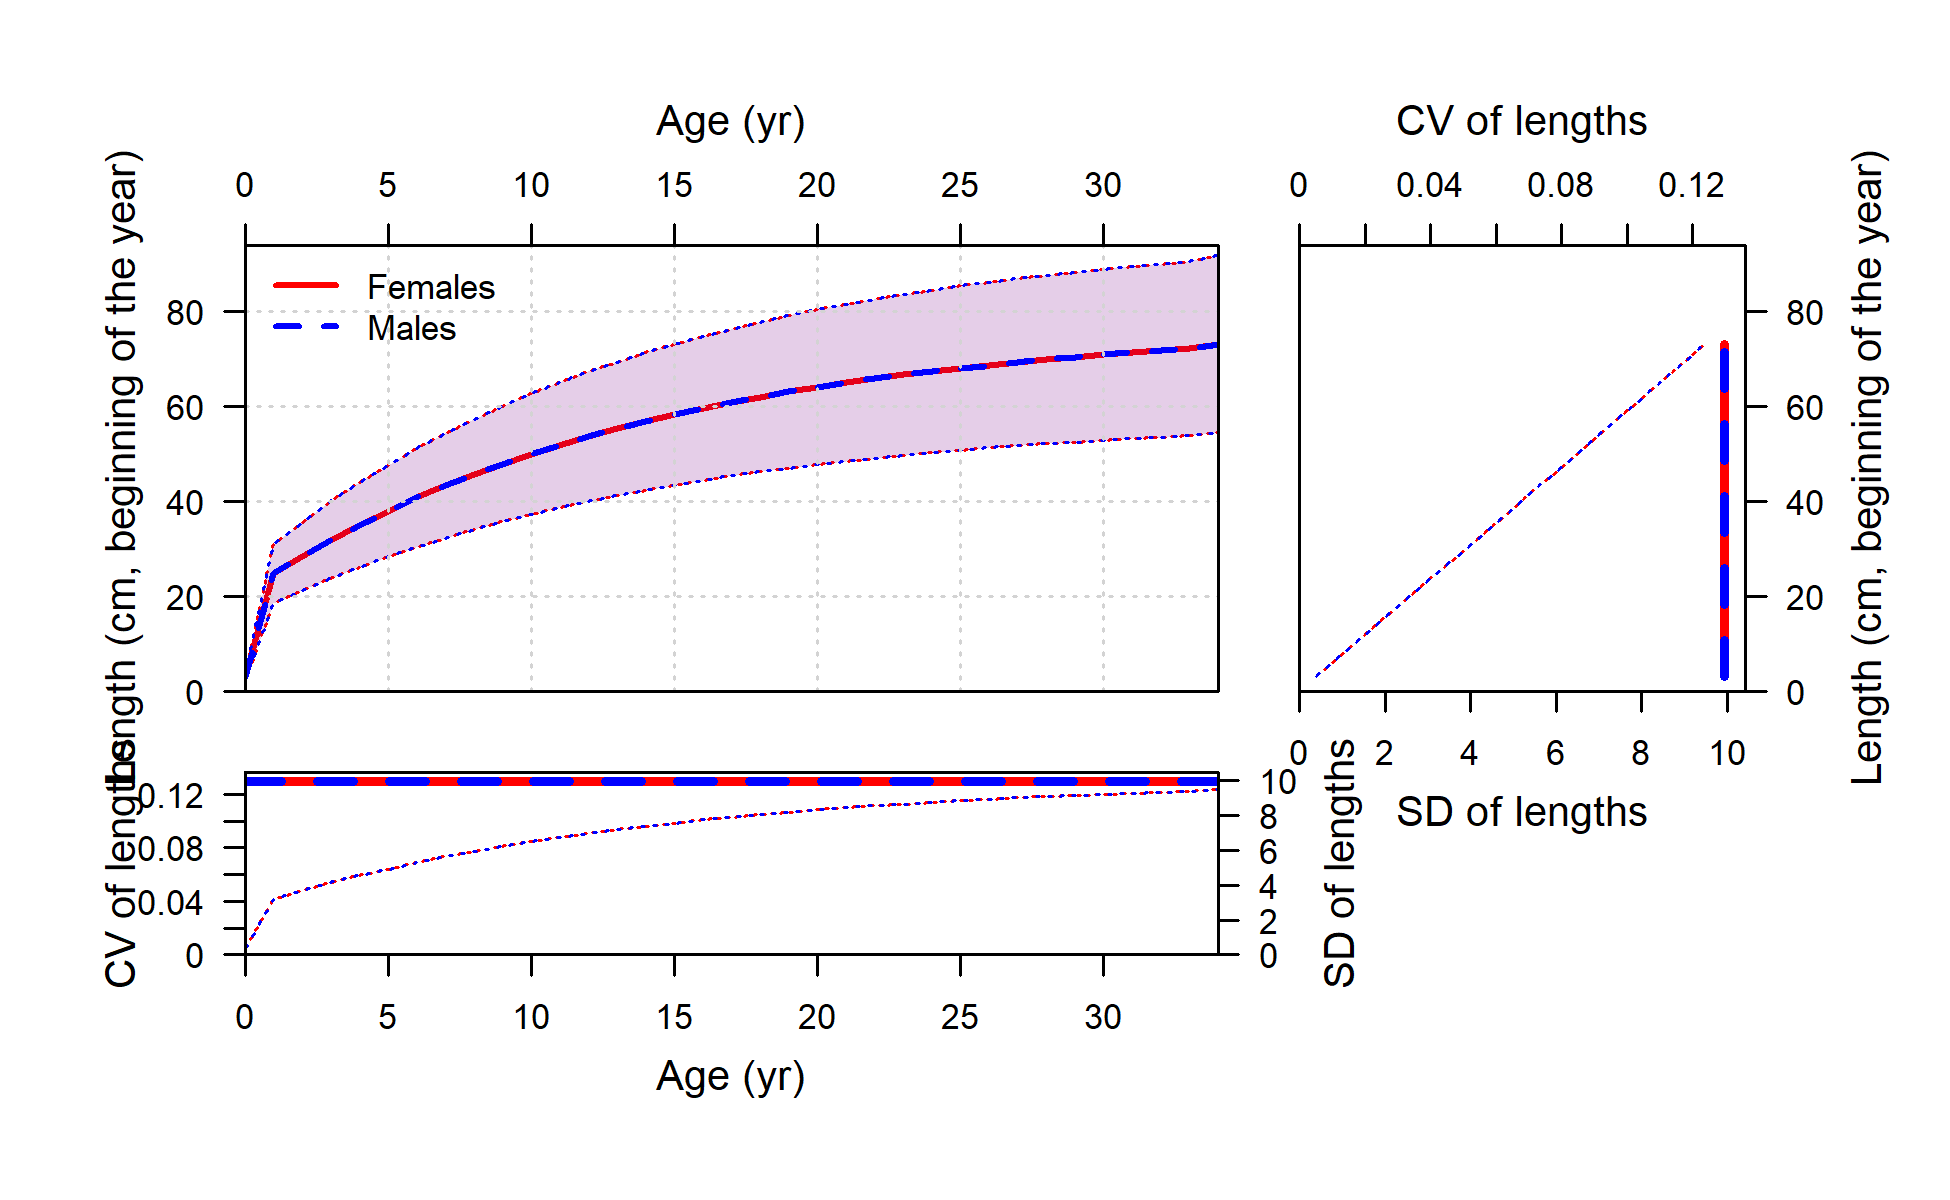 Age (yr)
CV of lengths
0 5 10 15 20 25 30
0 0.04 0.08 0.12
Length (cm, beginning of the year)
80
60
40
20
0
Females
Males
80
60
40
20
0
Length (cm, beginning of the year)
0 2 4 6 8 10
SD of lengths
CV of lengths
0.12
0.08
0.04
0
10
8
6
4
2
0
SD of lengths
0 5 10 15 20 25 30
Age (yr)